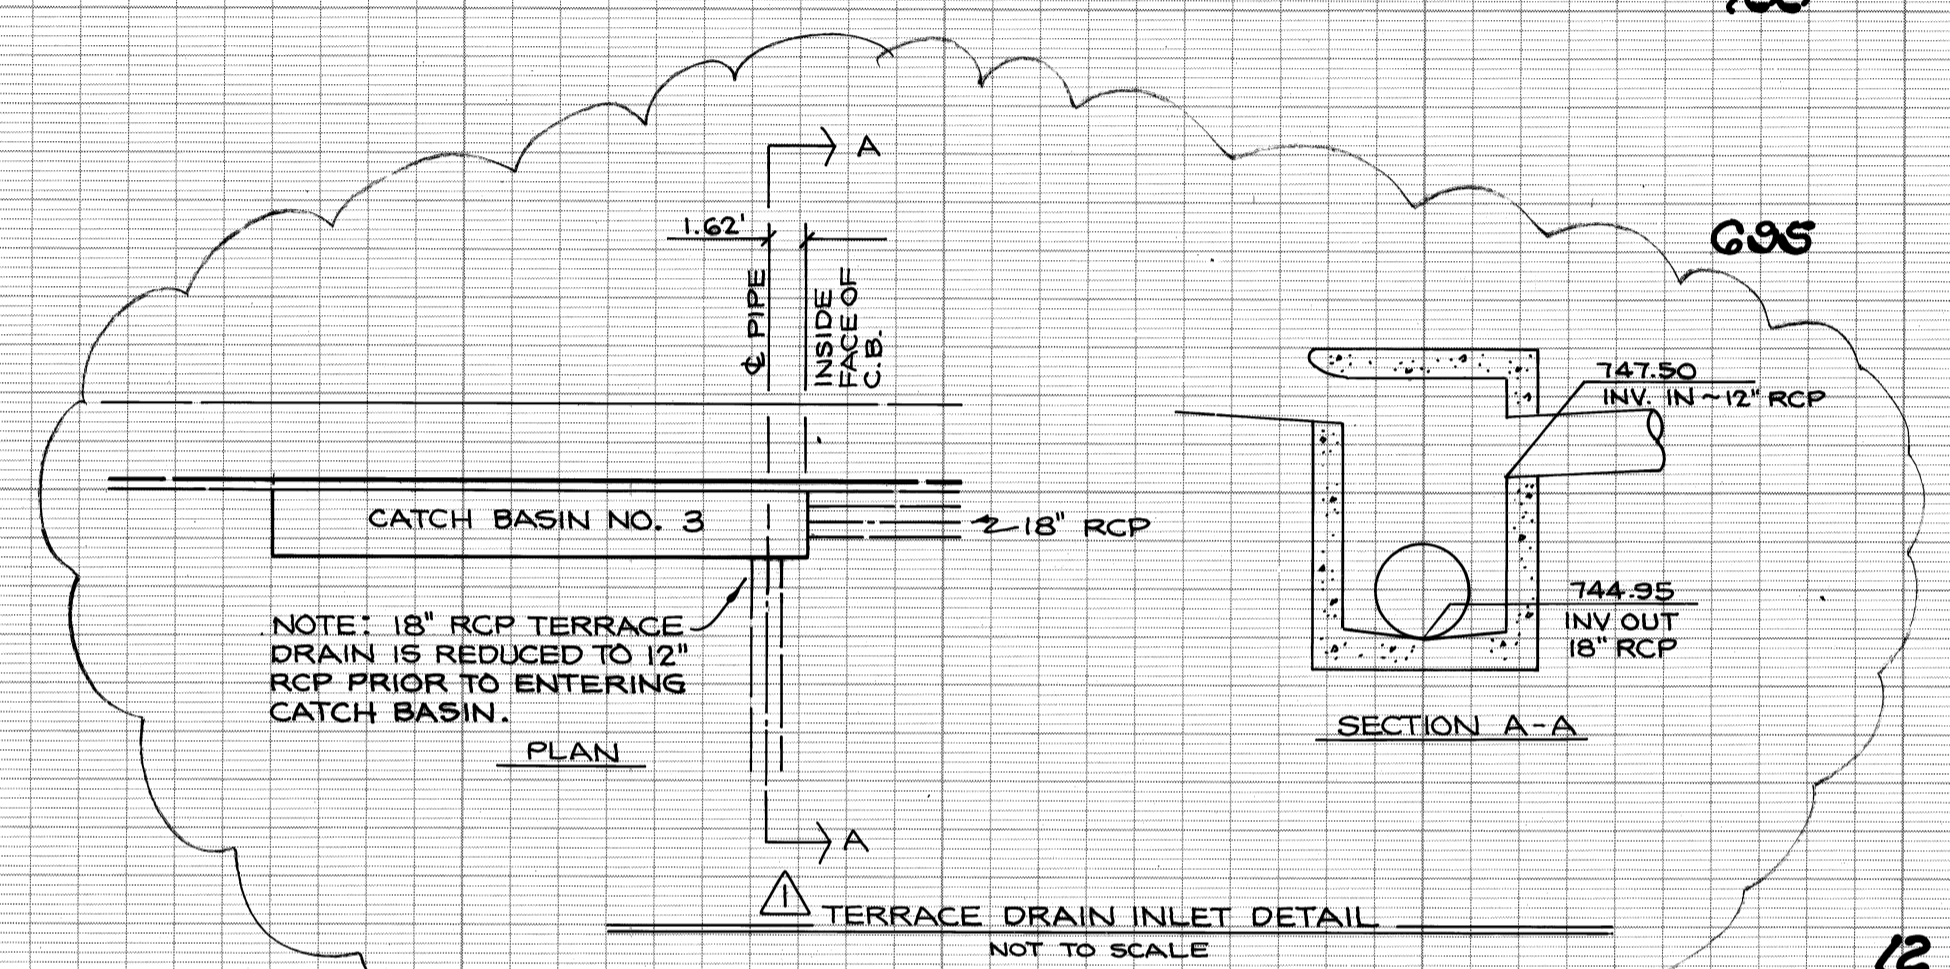 A
1.62'
℄ PIPE
INSIDE
FACE OF
C.B.
695
747.50
INV. IN ~ 12" RCP
CATCH BASIN NO. 3
18" RCP
744.95
INV OUT
18" RCP
NOTE: 18" RCP TERRACE
DRAIN IS REDUCED TO 12"
RCP PRIOR TO ENTERING
CATCH BASIN.
PLAN
SECTION A-A
A
1
TERRACE DRAIN INLET DETAIL
NOT TO SCALE
12